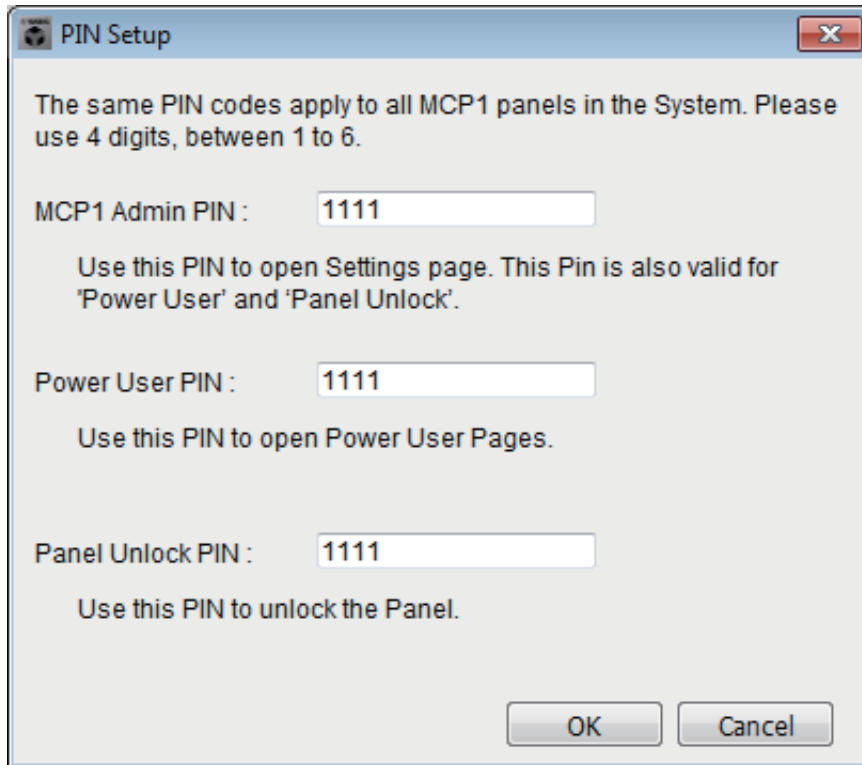 PIN Setup
The same PIN codes apply to all MCP1 panels in the System. Please
use 4 digits, between 1 to 6.
MCP1 Admin PIN : 1111
Use this PIN to open Settings page. This Pin is also valid for
'Power User' and ‘Panel Unlock’.
Power User PIN : 1111
Use this PIN to open Power User Pages.
Panel Unlock PIN : 1111
Use this PIN to unlock the Panel.
OK Cancel